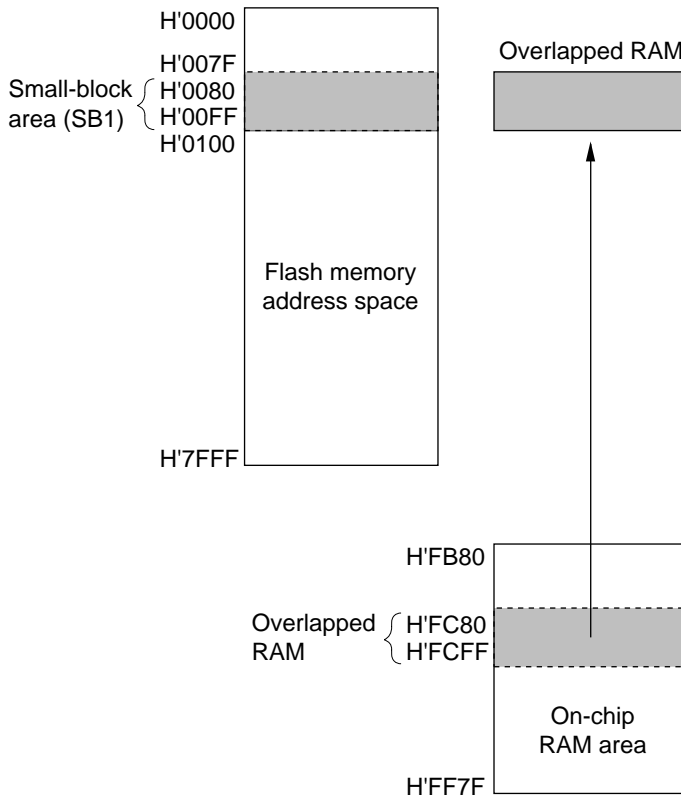 H'0000
H'007F
Small-block
area (SB1)
H'0080
H'00FF
H'0100
Overlapped RAM
Flash memory
address space
H'7FFF
H'FB80
Overlapped
RAM
H'FC80
H'FCFF
On-chip
RAM area
H'FF7F